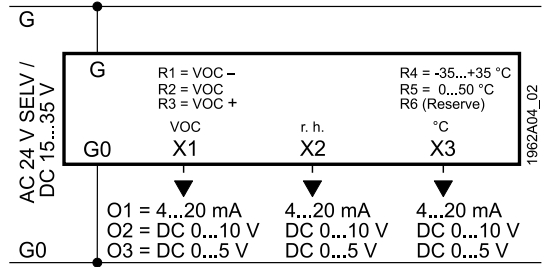 G
AC 24 V SELV /
DC 15...35 V
G
R1 = VOC –
R2 = VOC
R3 = VOC +
R4 = -35...+35 °C
R5 = 0...50 °C
R6 (Reserve)
VOC r. h. °C
G0 X1 X2 X3
1962A04_02
O1 = 4...20 mA 4...20 mA 4...20 mA
O2 = DC 0...10 V DC 0...10 V DC 0...10 V
O3 = DC 0...5 V DC 0...5 V DC 0...5 V
G0